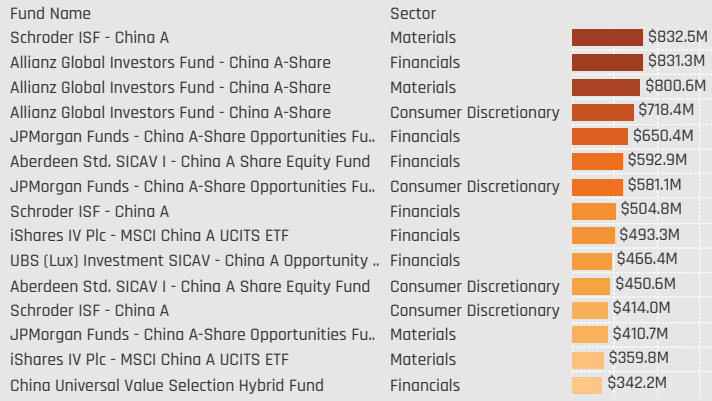 Fund Name Sector
Schroder ISF - China A Materials $832.5M
Allianz Global Investors Fund - China A-Share Financials $831.3M
Allianz Global Investors Fund - China A-Share Materials $800.6M
Allianz Global Investors Fund - China A-Share Consumer Discretionary $718.4M
JPMorgan Funds - China A-Share Opportunities Fu.. Financials $650.4M
Aberdeen Std. SICAV I - China A Share Equity Fund Financials $592.9M
JPMorgan Funds - China A-Share Opportunities Fu.. Consumer Discretionary $581.1M
Schroder ISF - China A Financials $504.8M
iShares IV Plc - MSCI China A UCITS ETF Financials $493.3M
UBS (Lux) Investment SICAV - China A Opportunity .. Financials $466.4M
Aberdeen Std. SICAV I - China A Share Equity Fund Consumer Discretionary $450.6M
Schroder ISF - China A Consumer Discretionary $414.0M
JPMorgan Funds - China A-Share Opportunities Fu.. Materials $410.7M
iShares IV Plc - MSCI China A UCITS ETF Materials $359.8M
China Universal Value Selection Hybrid Fund Financials $342.2M